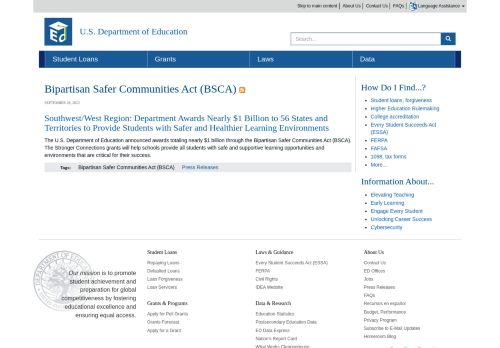 Skip to main content | About Us | Contact Us | FAQs | Language Assistance
U.S. Department of Education
Search...
Student Loans Grants Laws Data
Bipartisan Safer Communities Act (BSCA)
Southwest/West Region: Department Awards Nearly $1 Billion to 56 States and
Territories to Provide Students with Safer and Healthier Learning Environments
The U.S. Department of Education announced awards totaling nearly $1 billion through the Bipartisan Safer Communities Act (BSCA).
The Stronger Connections grants will help schools provide all students with safe and supportive learning opportunities and
environments that are critical for their success.
Tags: Bipartisan Safer Communities Act (BSCA) Press Releases
How Do I Find...?
Student loans, forgiveness
Higher Education Rulemaking
College accreditation
Every Student Succeeds Act
(ESSA)
FERPA
FAFSA
1098, tax forms
More...
Information About...
Elevating Teaching
Early Learning
Engage Every Student
Unlocking Career Success
Cybersecurity
Our mission is to promote
student achievement and
preparation for global
competitiveness by fostering
educational excellence and
ensuring equal access.
Student Loans
Repaying Loans
Defaulted Loans
Loan Forgiveness
Loan Servicers
Grants & Programs
Apply for Pell Grants
Grants Forecast
Apply for a Grant
Laws & Guidance
Every Student Succeeds Act (ESSA)
FERPA
Civil Rights
IDEA Website
Data & Research
Education Statistics
Postsecondary Education Data
ED Data Express
Nation's Report Card
What Works Clearinghouse
About Us
Contact Us
ED Offices
Jobs
Press Releases
FAQs
Recursos en español
Budget, Performance
Privacy Program
Subscribe to E-Mail Updates
Homeroom Blog